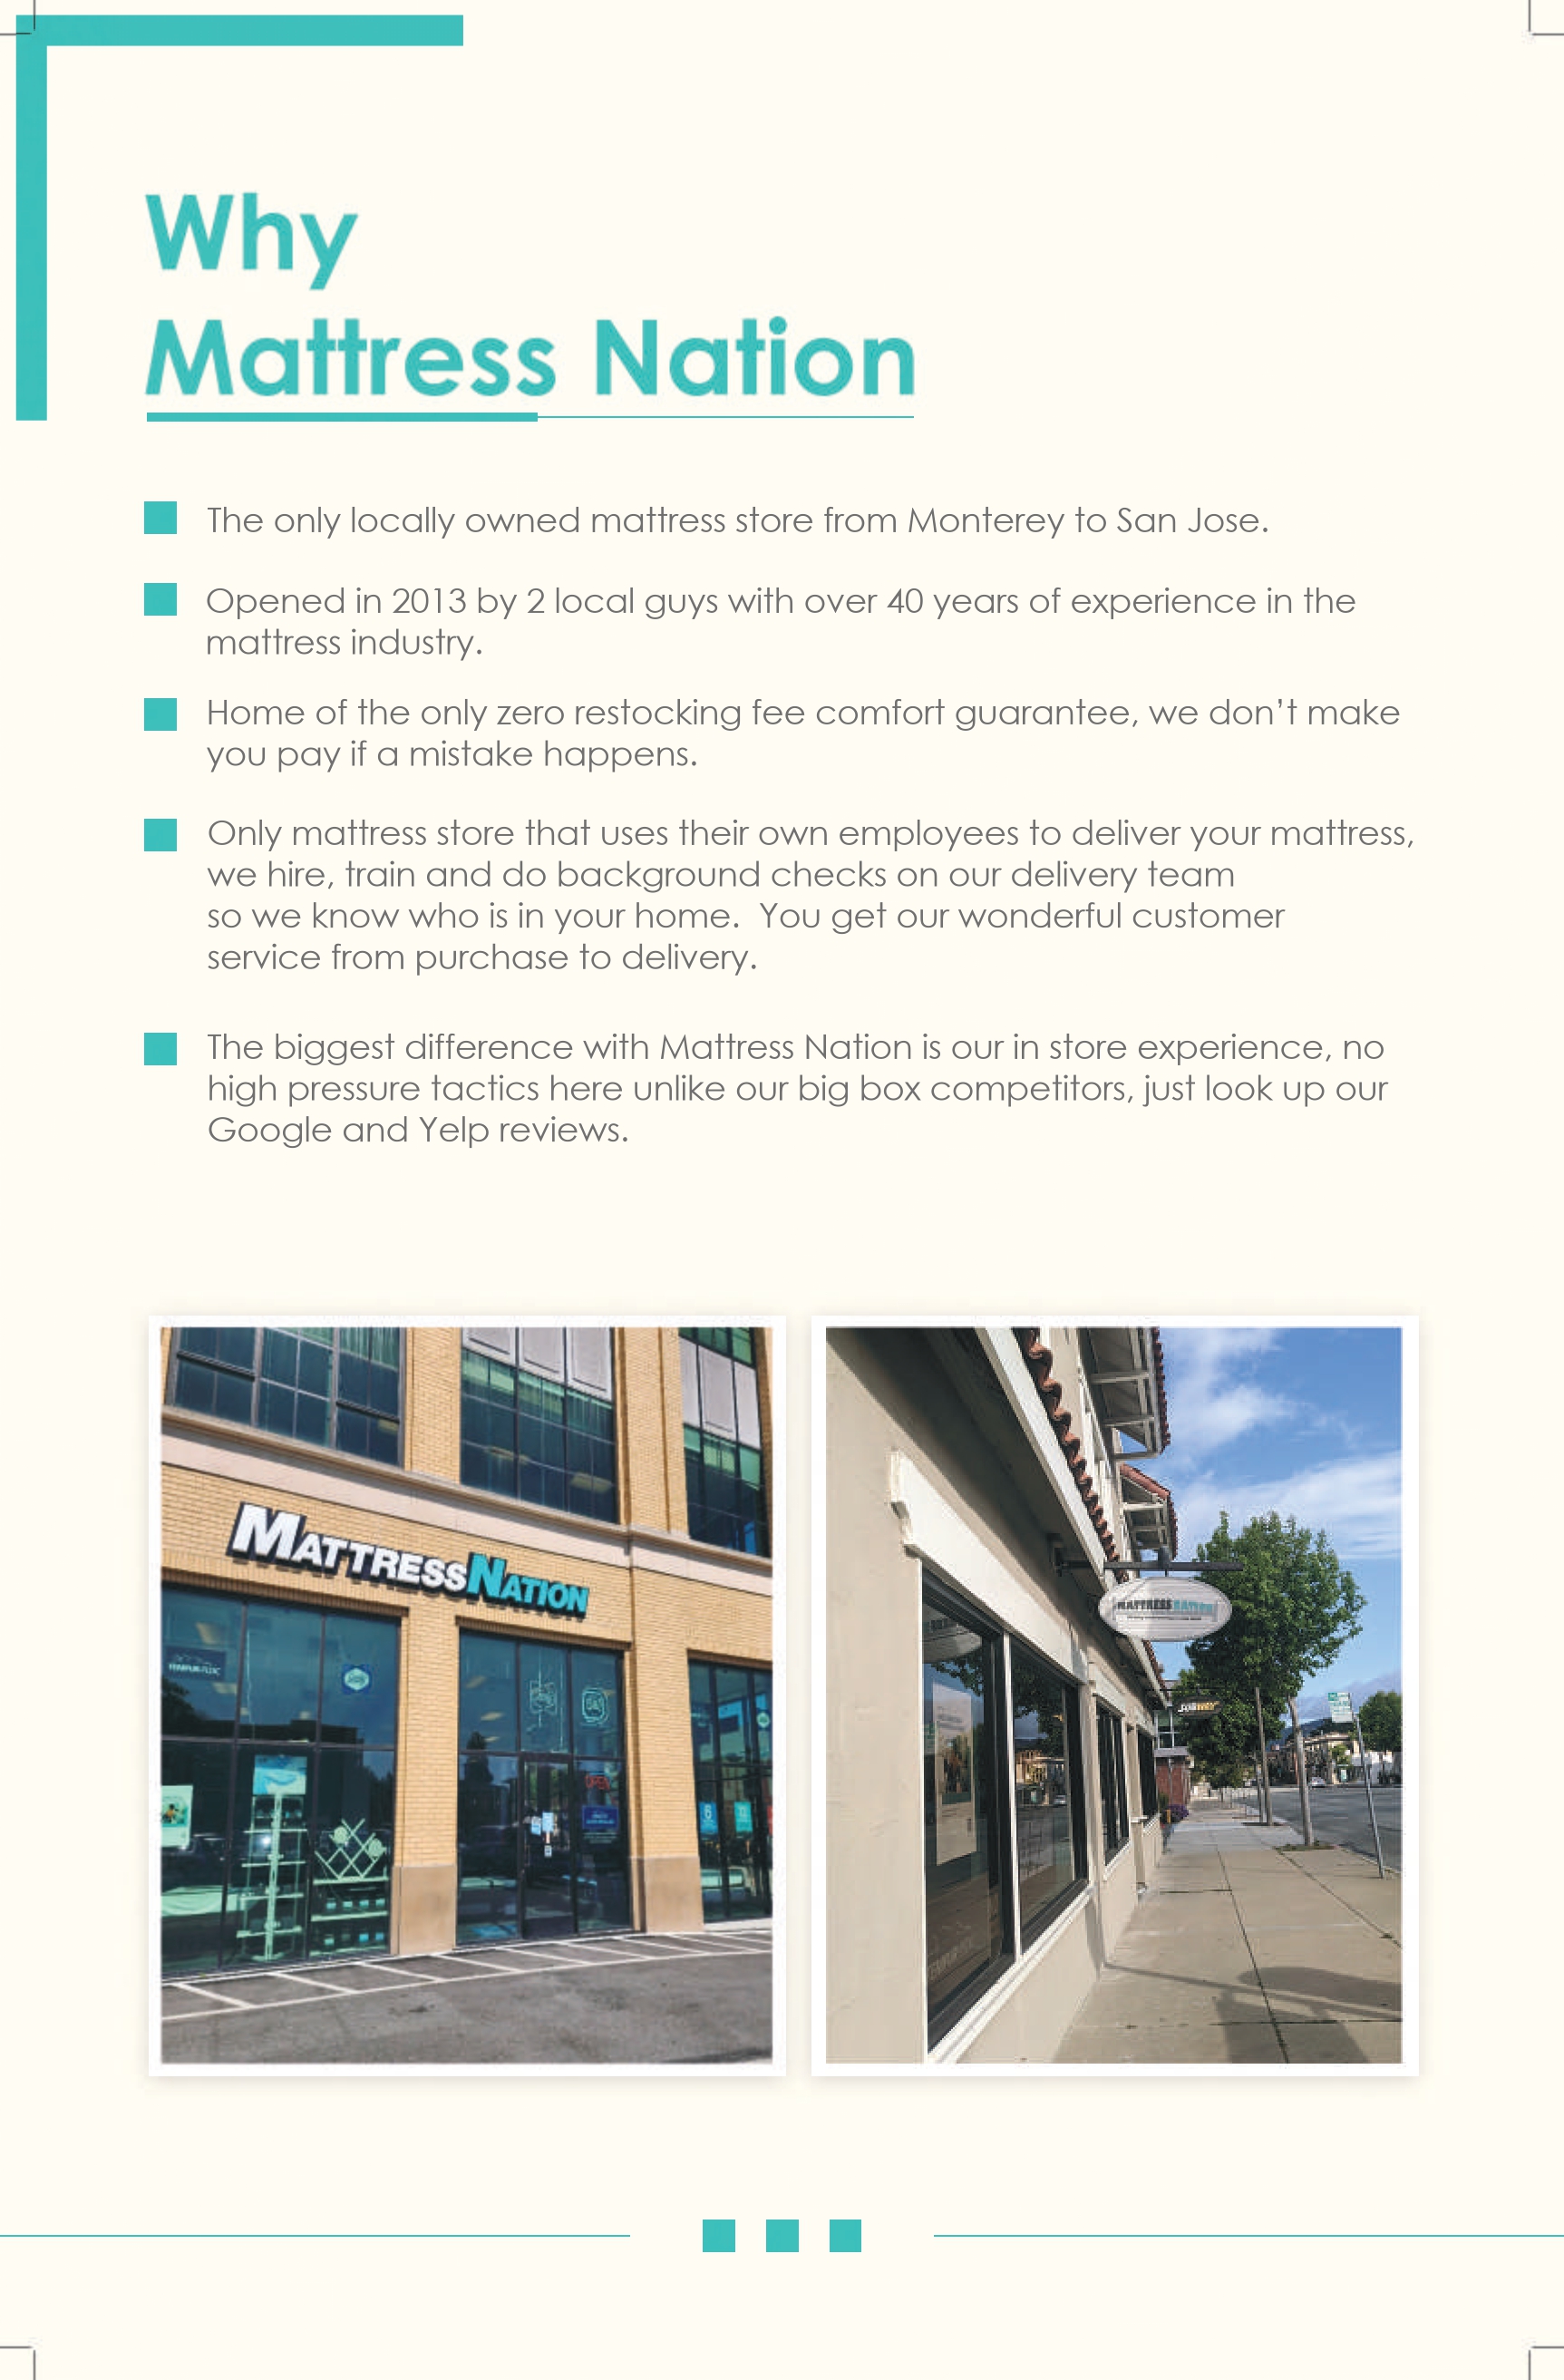 Why
Mattress Nation
The only locally owned mattress store from Monterey to San Jose.
Opened in 2013 by 2 local guys with over 40 years of experience in the
mattress industry.
Home of the only zero restocking fee comfort guarantee, we don’t make
you pay if a mistake happens.
Only mattress store that uses their own employees to deliver your mattress,
we hire, train and do background checks on our delivery team
so we know who is in your home.  You get our wonderful customer
service from purchase to delivery.
The biggest difference with Mattress Nation is our in store experience, no
high pressure tactics here unlike our big box competitors, just look up our
Google and Yelp reviews.
MATTRESSNATION
OPEN
MATTRESSNATION
SUBWAY